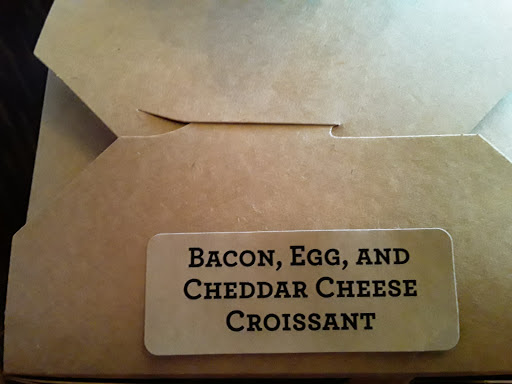 Bacon, Egg, and
Cheddar Cheese
Croissant